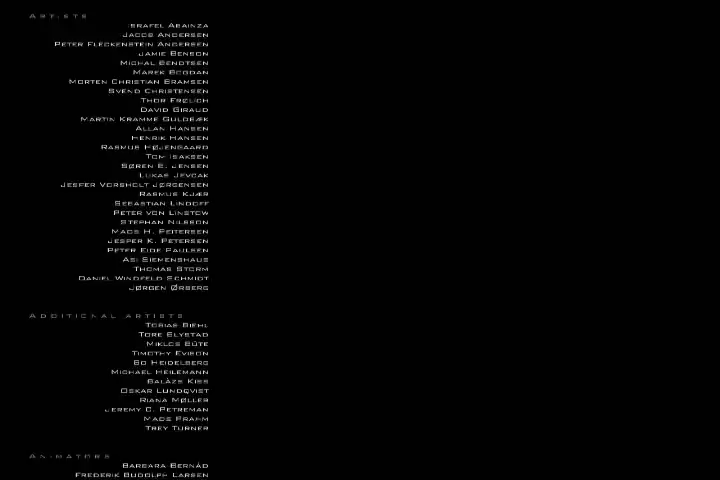 Artists
Israfel Abainza
Jacob Andersen
Peter Fleckenstein Andersen
Jamie Benson
Michal Bendtsen
Marek Bogdan
Morten Christian Bramsen
Svend Christensen
Thor Frølich
David Giraud
Martin Kramme Guldbæk
Allan Hansen
Henrik Hansen
Rasmus Højengaard
Tom Isaksen
Søren B. Jensen
Lukas Jevcak
Jesper Vorsholt Jørgensen
Rasmus Kjær
Sebastian Lindoff
Peter von Linstow
Stephan Nilsson
Mads H. Peitersen
Jesper K. Petersen
Peter Eide Paulsen
Asi Siemenshaus
Thomas Storm
Daniel Windfeld Schmidt
Jørgen Ørberg
Additional artists
Tobias Biehl
Tore Blystad
Miklos Büte
Timothy Evison
Bo Heidelberg
Michael Heilemann
Balàzs Kiss
Oskar Lundqvist
Riana Møller
Jeremy C. Petreman
Mads Prahm
Trey Turner
Animators
Barbara Bernád
Frederik Budolph Larsen